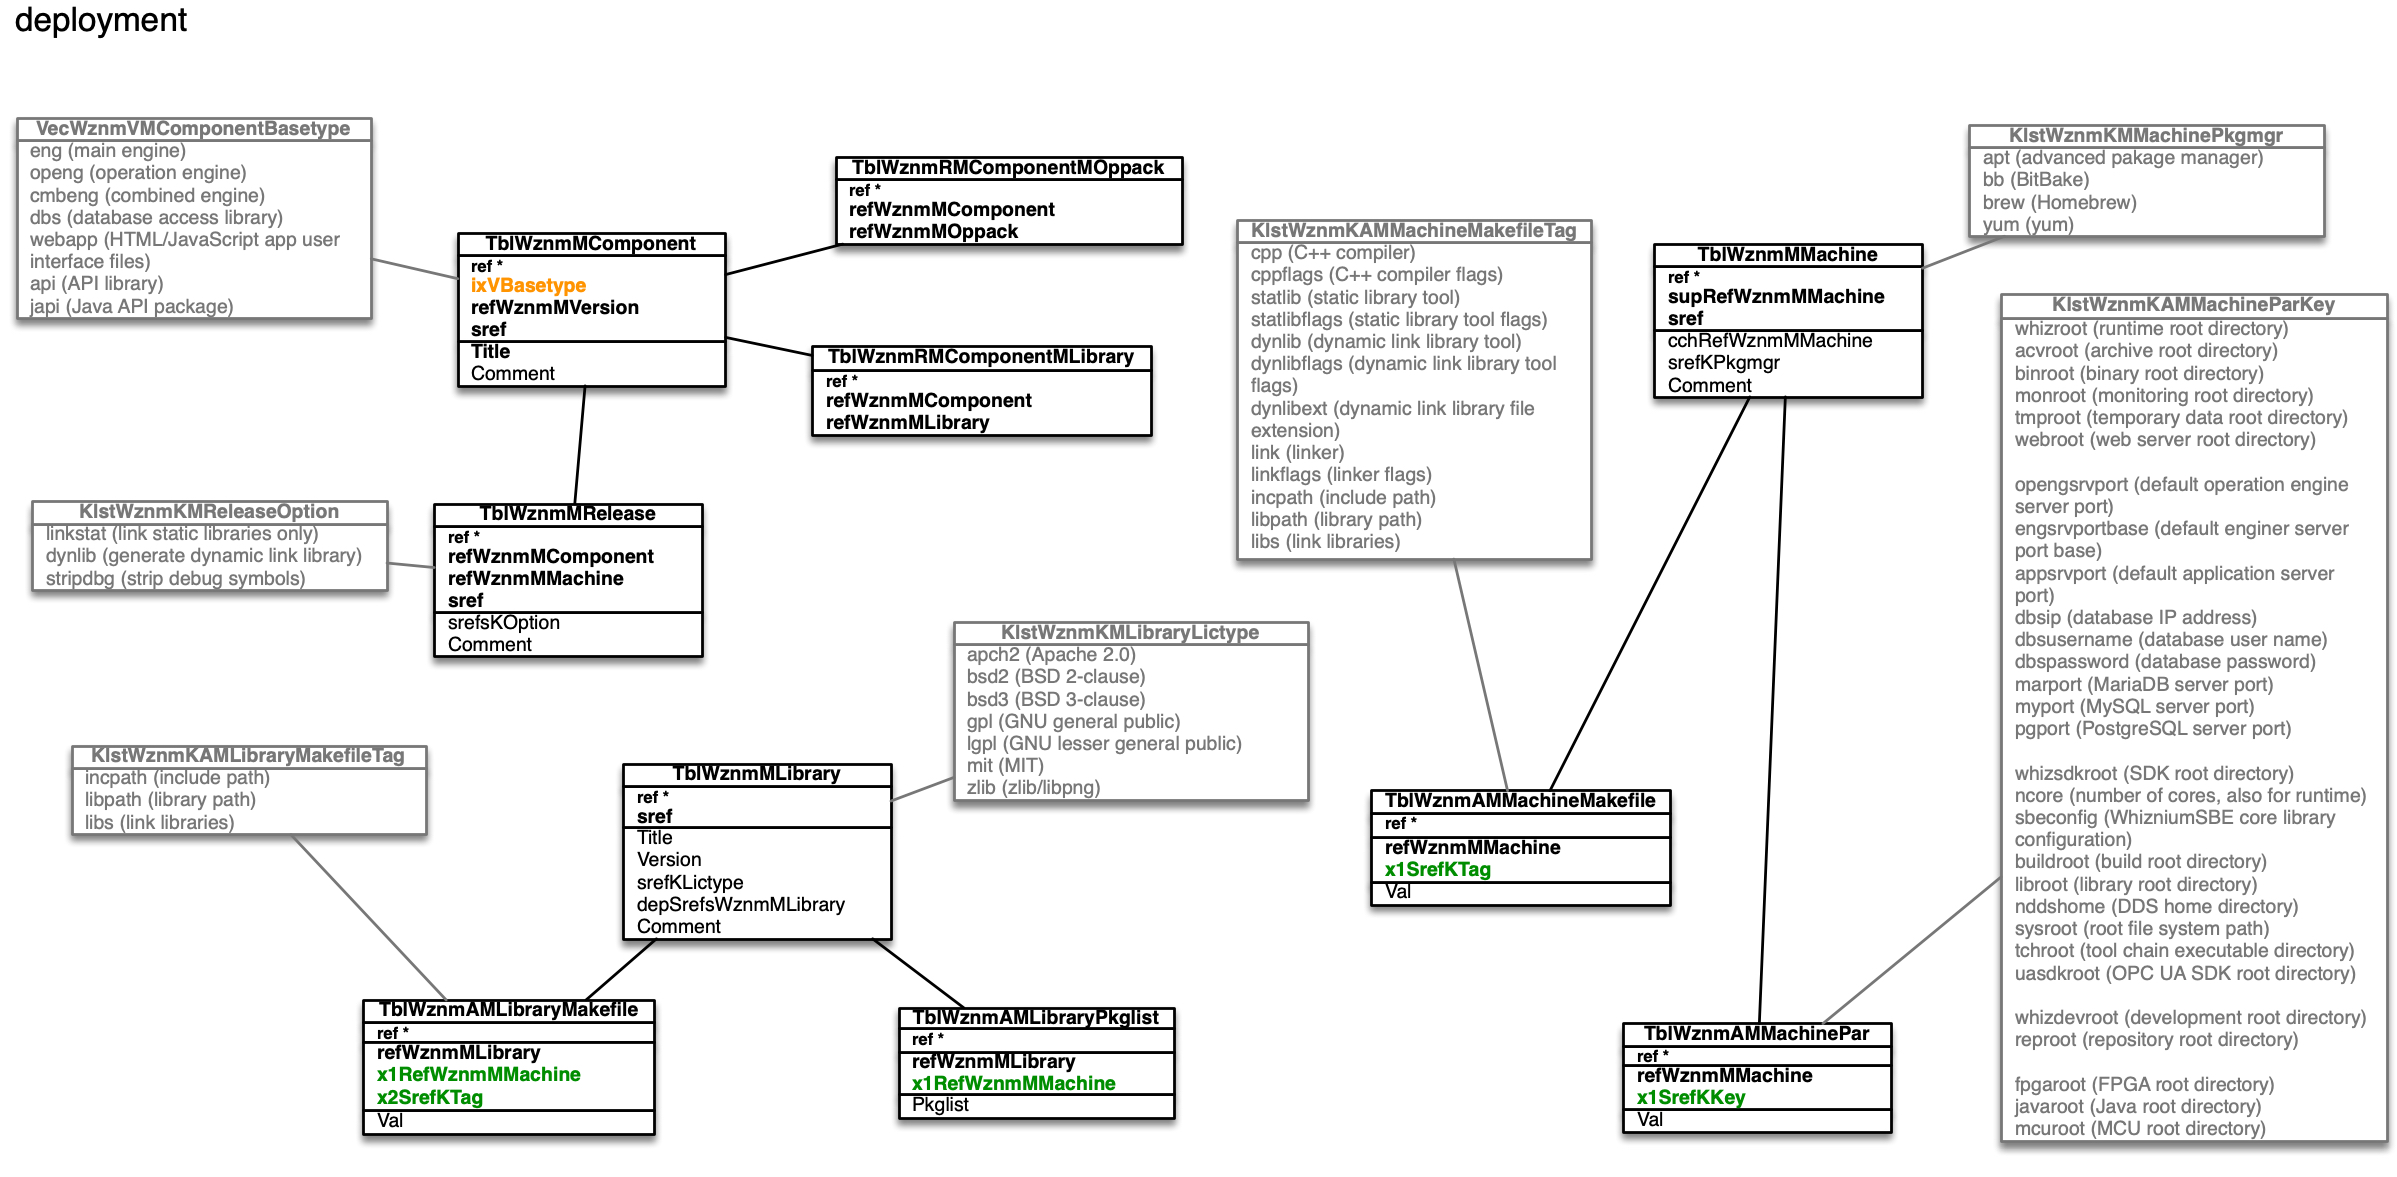 deployment
VecWznmVMComponentBasetype
eng (main engine)
openg (operation engine)
cmbeng (combined engine)
dbs (database access library)
webapp (HTML/JavaScript app user
interface files)
api (API library)
japi (Java API package)
TblWznmMComponent
ref *
ixVBasetype
refWznmMVersion
sref
Title
Comment
TblWznmRMComponentMOppack
ref *
refWznmMComponent
refWznmMOppack
TblWznmRMComponentMLibrary
ref *
refWznmMComponent
refWznmMLibrary
KlstWznmKMReleaseOption
linkstat (link static libraries only)
dynlib (generate dynamic link library)
stripdbg (strip debug symbols)
TblWznmMRelease
ref *
refWznmMComponent
refWznmMMachine
sref
srefsKOption
Comment
KlstWznmKAMLibraryMakefileTag
incpath (include path)
libpath (library path)
libs (link libraries)
TblWznmMLibrary
ref *
sref
Title
Version
srefKLictype
depSrefsWznmMLibrary
Comment
KlstWznmKMLibraryLictype
apch2 (Apache 2.0)
bsd2 (BSD 2-clause)
bsd3 (BSD 3-clause)
gpl (GNU general public)
lgpl (GNU lesser general public)
mit (MIT)
zlib (zlib/libpng)
TblWznmAMLibraryMakefile
ref *
refWznmMLibrary
x1RefWznmMMachine
x2SrefKTag
Val
TblWznmAMLibraryPkglist
ref *
refWznmMLibrary
x1RefWznmMMachine
Pkglist
KlstWznmKAMMachineMakefileTag
cpp (C++ compiler)
cppflags (C++ compiler flags)
statlib (static library tool)
statlibflags (static library tool flags)
dynlib (dynamic link library tool)
dynlibflags (dynamic link library tool
flags)
dynlibext (dynamic link library file
extension)
link (linker)
linkflags (linker flags)
incpath (include path)
libpath (library path)
libs (link libraries)
TblWznmMMachine
ref *
supRefWznmMMachine
sref
cchRefWznmMMachine
srefKPkgmgr
Comment
KlstWznmKMMachinePkgmgr
apt (advanced pakage manager)
bb (BitBake)
brew (Homebrew)
yum (yum)
TblWznmAMMachineMakefile
ref *
refWznmMMachine
x1SrefKTag
Val
TblWznmAMMachinePar
ref *
refWznmMMachine
x1SrefKKey
Val
KlstWznmKAMMachineParKey
whizroot (runtime root directory)
acvroot (archive root directory)
binroot (binary root directory)
monroot (monitoring root directory)
tmproot (temporary data root directory)
webroot (web server root directory)
opengsrvport (default operation engine
server port)
engsrvportbase (default enginer server
port base)
appsrvport (default application server
port)
dbsip (database IP address)
dbsusername (database user name)
dbspassword (database password)
marport (MariaDB server port)
myport (MySQL server port)
pgport (PostgreSQL server port)
whizsdkroot (SDK root directory)
ncore (number of cores, also for runtime)
sbeconfig (WhizniumSBE core library
configuration)
buildroot (build root directory)
libroot (library root directory)
nddshome (DDS home directory)
sysroot (root file system path)
tchroot (tool chain executable directory)
uasdkroot (OPC UA SDK root directory)
whizdevroot (development root directory)
reproot (repository root directory)
fpgaroot (FPGA root directory)
javaroot (Java root directory)
mcuroot (MCU root directory)